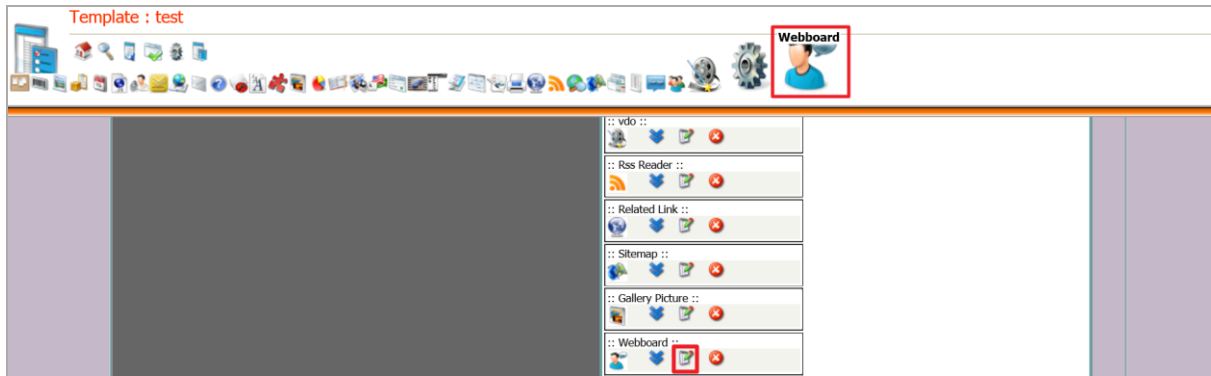 Template : test
Webboard
:: vdo ::
:: Rss Reader ::
:: Related Link ::
:: Sitemap ::
:: Gallery Picture ::
:: Webboard ::